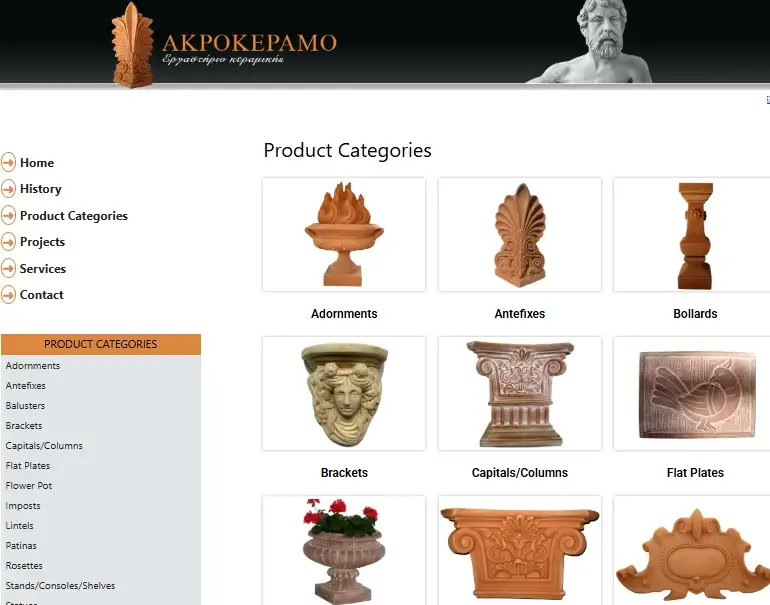 ΑΚΡΟΚΕΡΑΜΟ
Εργαστήριο κεραμικής
Home
History
Product Categories
Projects
Services
Contact
PRODUCT CATEGORIES
Adornments
Antefixes
Balusters
Brackets
Capitals/Columns
Flat Plates
Flower Pot
Imposts
Lintels
Patinas
Rosettes
Stands/Consoles/Shelves
Product Categories
Adornments
Antefixes
Bollards
Brackets
Capitals/Columns
Flat Plates